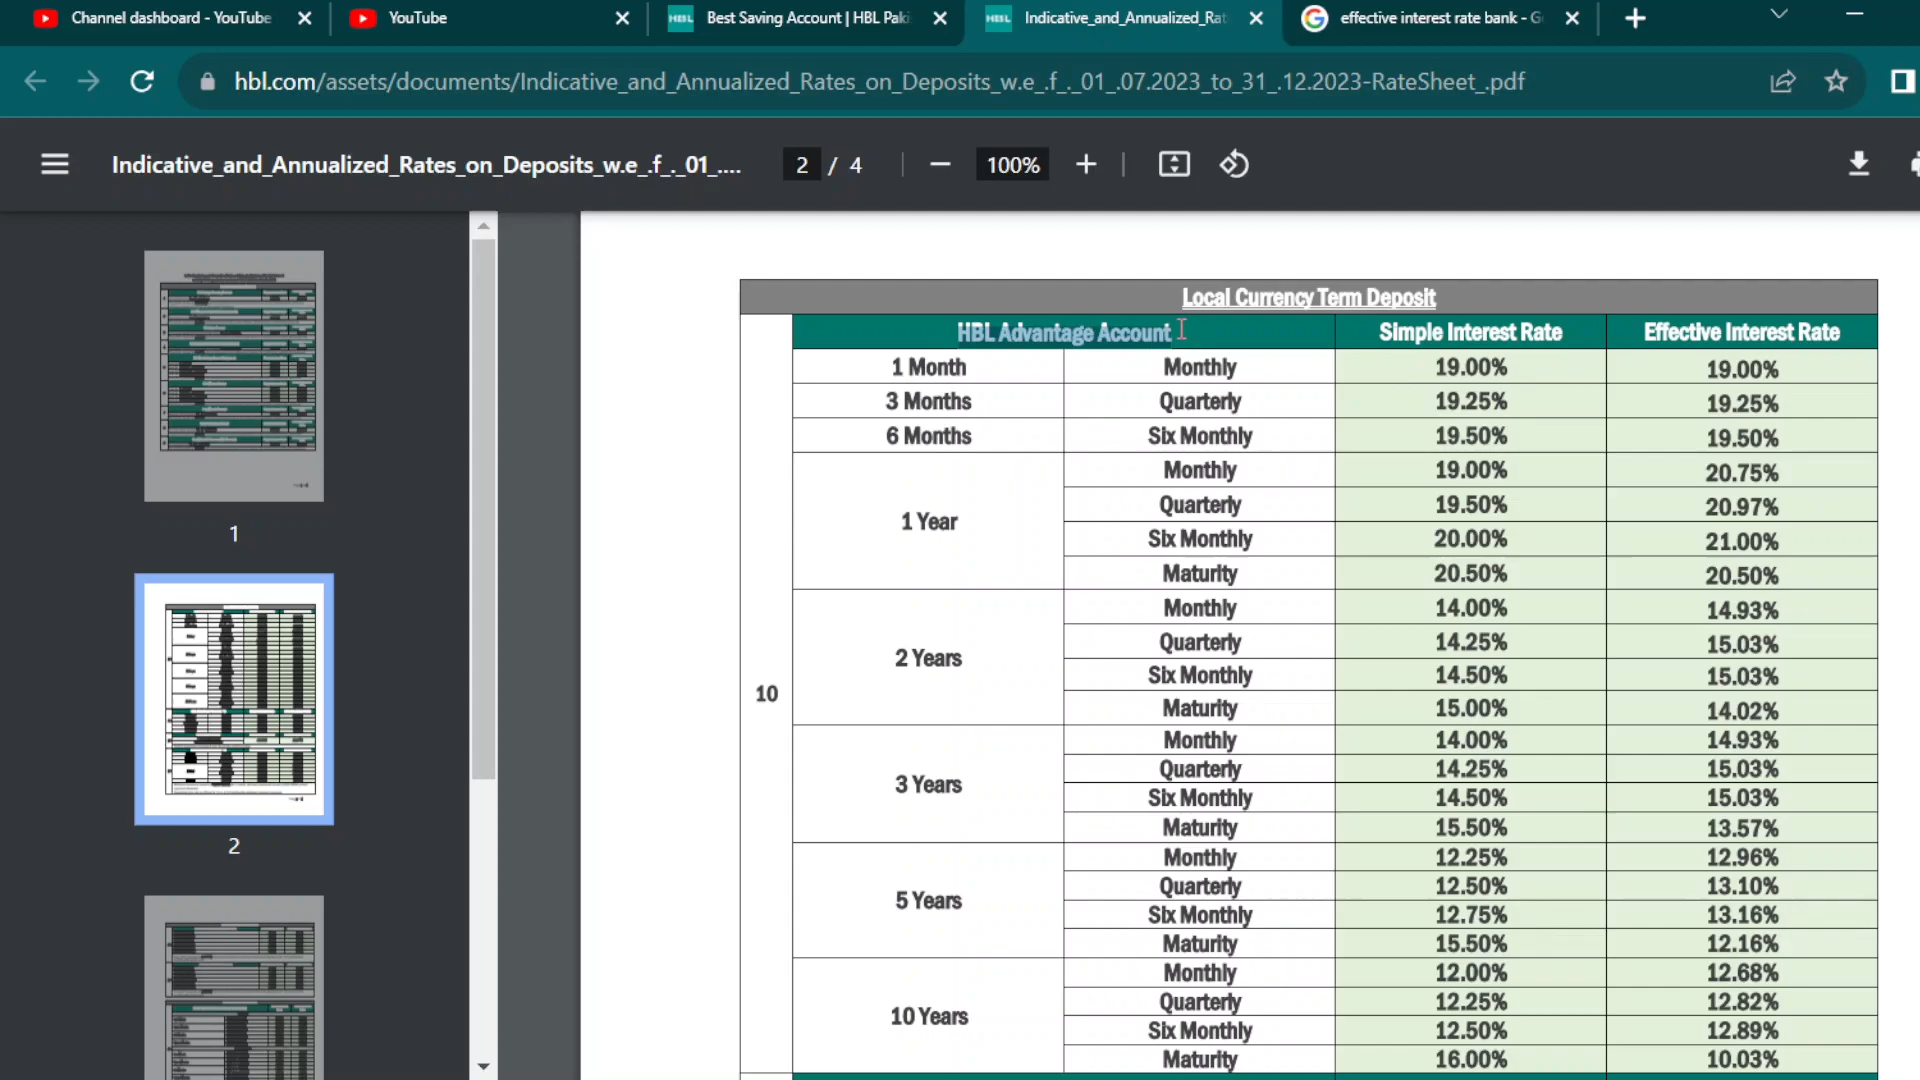 Channel dashboard - YouTube
YouTube
HBL Best Saving Account | HBL Paki
HBL Indicative_and_Annualized_Rat
effective interest rate bank - G
hbl.com/assets/documents/Indicative_and_Annualized_Rates_on_Deposits_w.e_.f_._01_.07.2023_to_31_.12.2023-RateSheet_.pdf
Indicative_and_Annualized_Rates_on_Deposits_w.e_.f_._01_....
2 / 4
100%
1
2
Local Currency Term Deposit
HBL Advantage Account Simple Interest Rate Effective Interest Rate
10
1 Month Monthly 19.00% 19.00%
3 Months Quarterly 19.25% 19.25%
6 Months Six Monthly 19.50% 19.50%
1 Year
Monthly 19.00% 20.75%
Quarterly 19.50% 20.97%
Six Monthly 20.00% 21.00%
Maturity 20.50% 20.50%
2 Years
Monthly 14.00% 14.93%
Quarterly 14.25% 15.03%
Six Monthly 14.50% 15.03%
Maturity 15.00% 14.02%
3 Years
Monthly 14.00% 14.93%
Quarterly 14.25% 15.03%
Six Monthly 14.50% 15.03%
Maturity 15.50% 13.57%
5 Years
Monthly 12.25% 12.96%
Quarterly 12.50% 13.10%
Six Monthly 12.75% 13.16%
Maturity 15.50% 12.16%
10 Years
Monthly 12.00% 12.68%
Quarterly 12.25% 12.82%
Six Monthly 12.50% 12.89%
Maturity 16.00% 10.03%